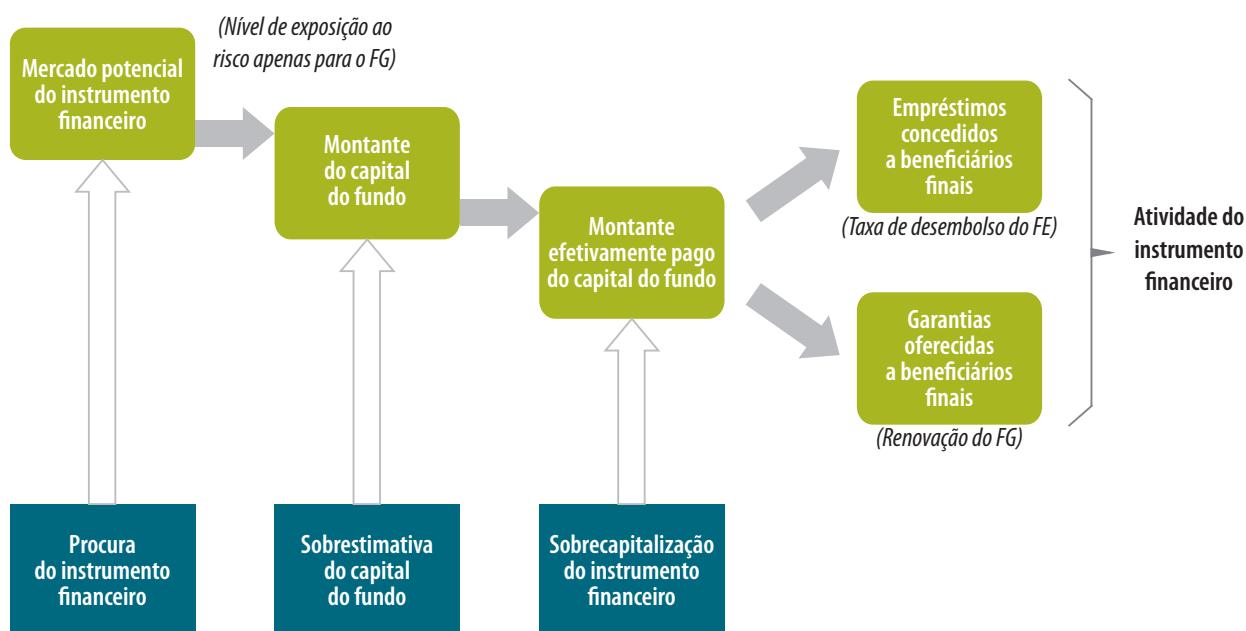 (Nível de exposição ao
risco apenas para o FG)
Mercado potencial
do instrumento
financeiro
Montante
do capital
do fundo
Montante
efetivamente pago
do capital do fundo
Empréstimos
concedidos
a beneficiários
finais
(Taxa de desembolso do FE)
Garantias
oferecidas
a beneficiários
finais
(Renovação do FG)
Atividade do
instrumento
financeiro
Procura
do instrumento
financeiro
Sobrestimativa
do capital
do fundo
Sobrecapitalização
do instrumento
financeiro